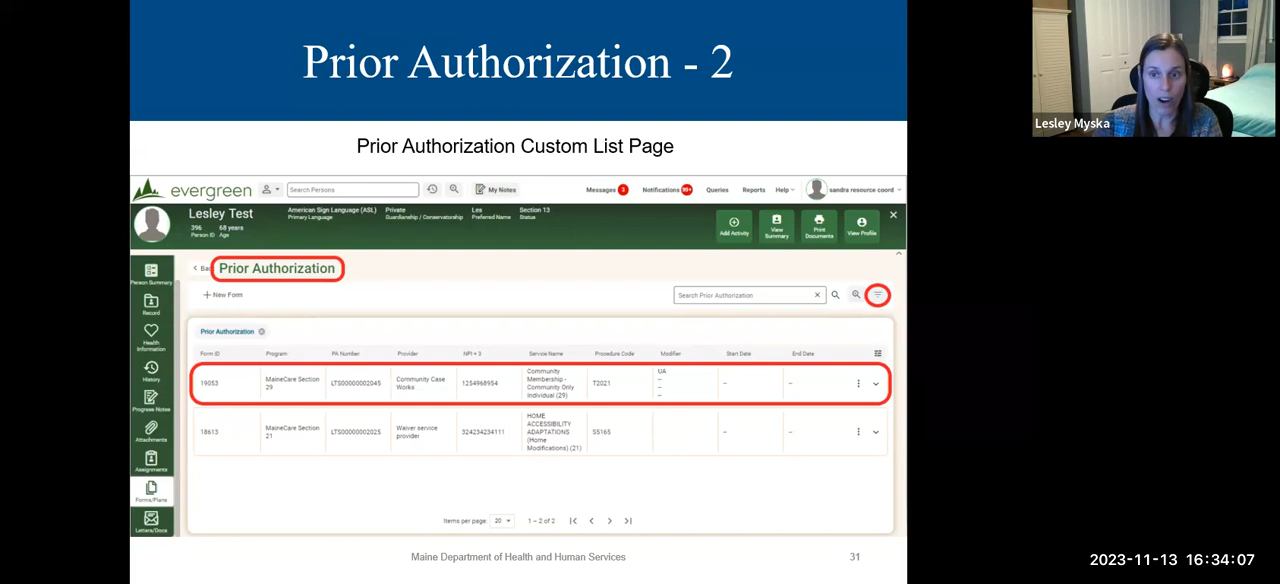 Prior Authorization - 2
Prior Authorization Custom List Page
evergreen
Search Persons
My Notes
Messages 3
Notifications 99+
Queries
Reports
Help
sandra resource coord
Lesley Test
396 68 years
Person ID Age
American Sign Language (ASL)
Primary Language
Private
Guardianship / Conservatorship
Les
Preferred Name
Section 13
Status
Add Activity
View Summary
Print Documents
View Profile
Prior Authorization
+ New Form
Search Prior Authorization
Prior Authorization
Form ID Program PA Number Provider NPI + 3 Service Name Procedure Code Modifier Start Date End Date
19053 MaineCare Section 29 LTS00000002045 Community Case Works 1254968954 Community Membership - Community Only Individual (29) T2021 UA – – – – –
18613 MaineCare Section 21 LTS00000002025 Waiver service provider 324234234111 HOME ACCESSIBILITY ADAPTATIONS (Home Modifications) (21) S5165 – –
Items per page: 20 1 – 2 of 2
Person Summary
Record
Health Information
History
Progress Notes
Attachments
Assignments
Forms/Plans
Letters/Docs
Maine Department of Health and Human Services
31
Lesley Myska
2023-11-13 16:34:07